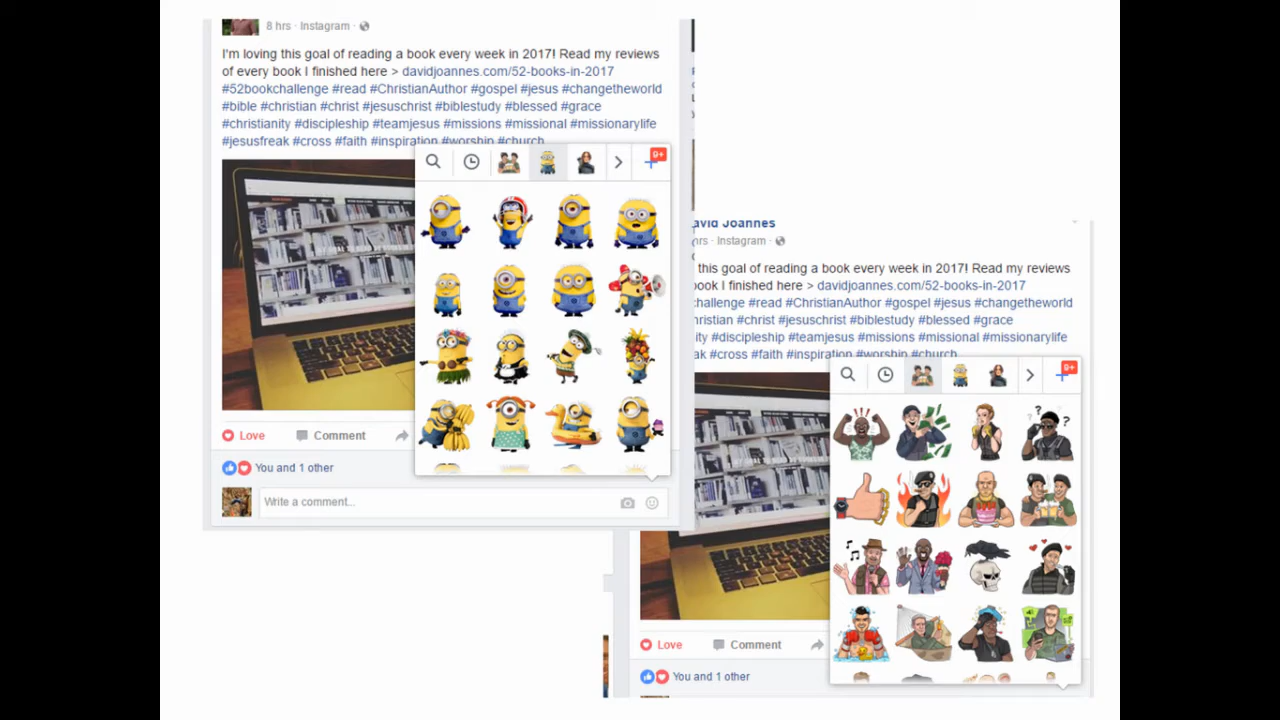 8 hrs · Instagram ·
I'm loving this goal of reading a book every week in 2017! Read my reviews
of every book I finished here > davidjoannes.com/52-books-in-2017
#52bookchallenge #read #ChristianAuthor #gospel #jesus #changetheworld
#bible #christian #christ #jesuschrist #biblestudy #blessed #grace
#christianity #discipleship #teamjesus #missions #missional #missionarylife
#jesusfreak #cross #faith #inspiration #worship #church
9+
Love Comment
You and 1 other
Write a comment...
avid Joannes
hrs · Instagram ·
this goal of reading a book every week in 2017! Read my reviews
book I finished here > davidjoannes.com/52-books-in-2017
challenge #read #ChristianAuthor #gospel #jesus #changetheworld
hristian #christ #jesuschrist #biblestudy #blessed #grace
ity #discipleship #teamjesus #missions #missional #missionarylife
ak #cross #faith #inspiration #worship #church
9+
Love Comment
You and 1 other